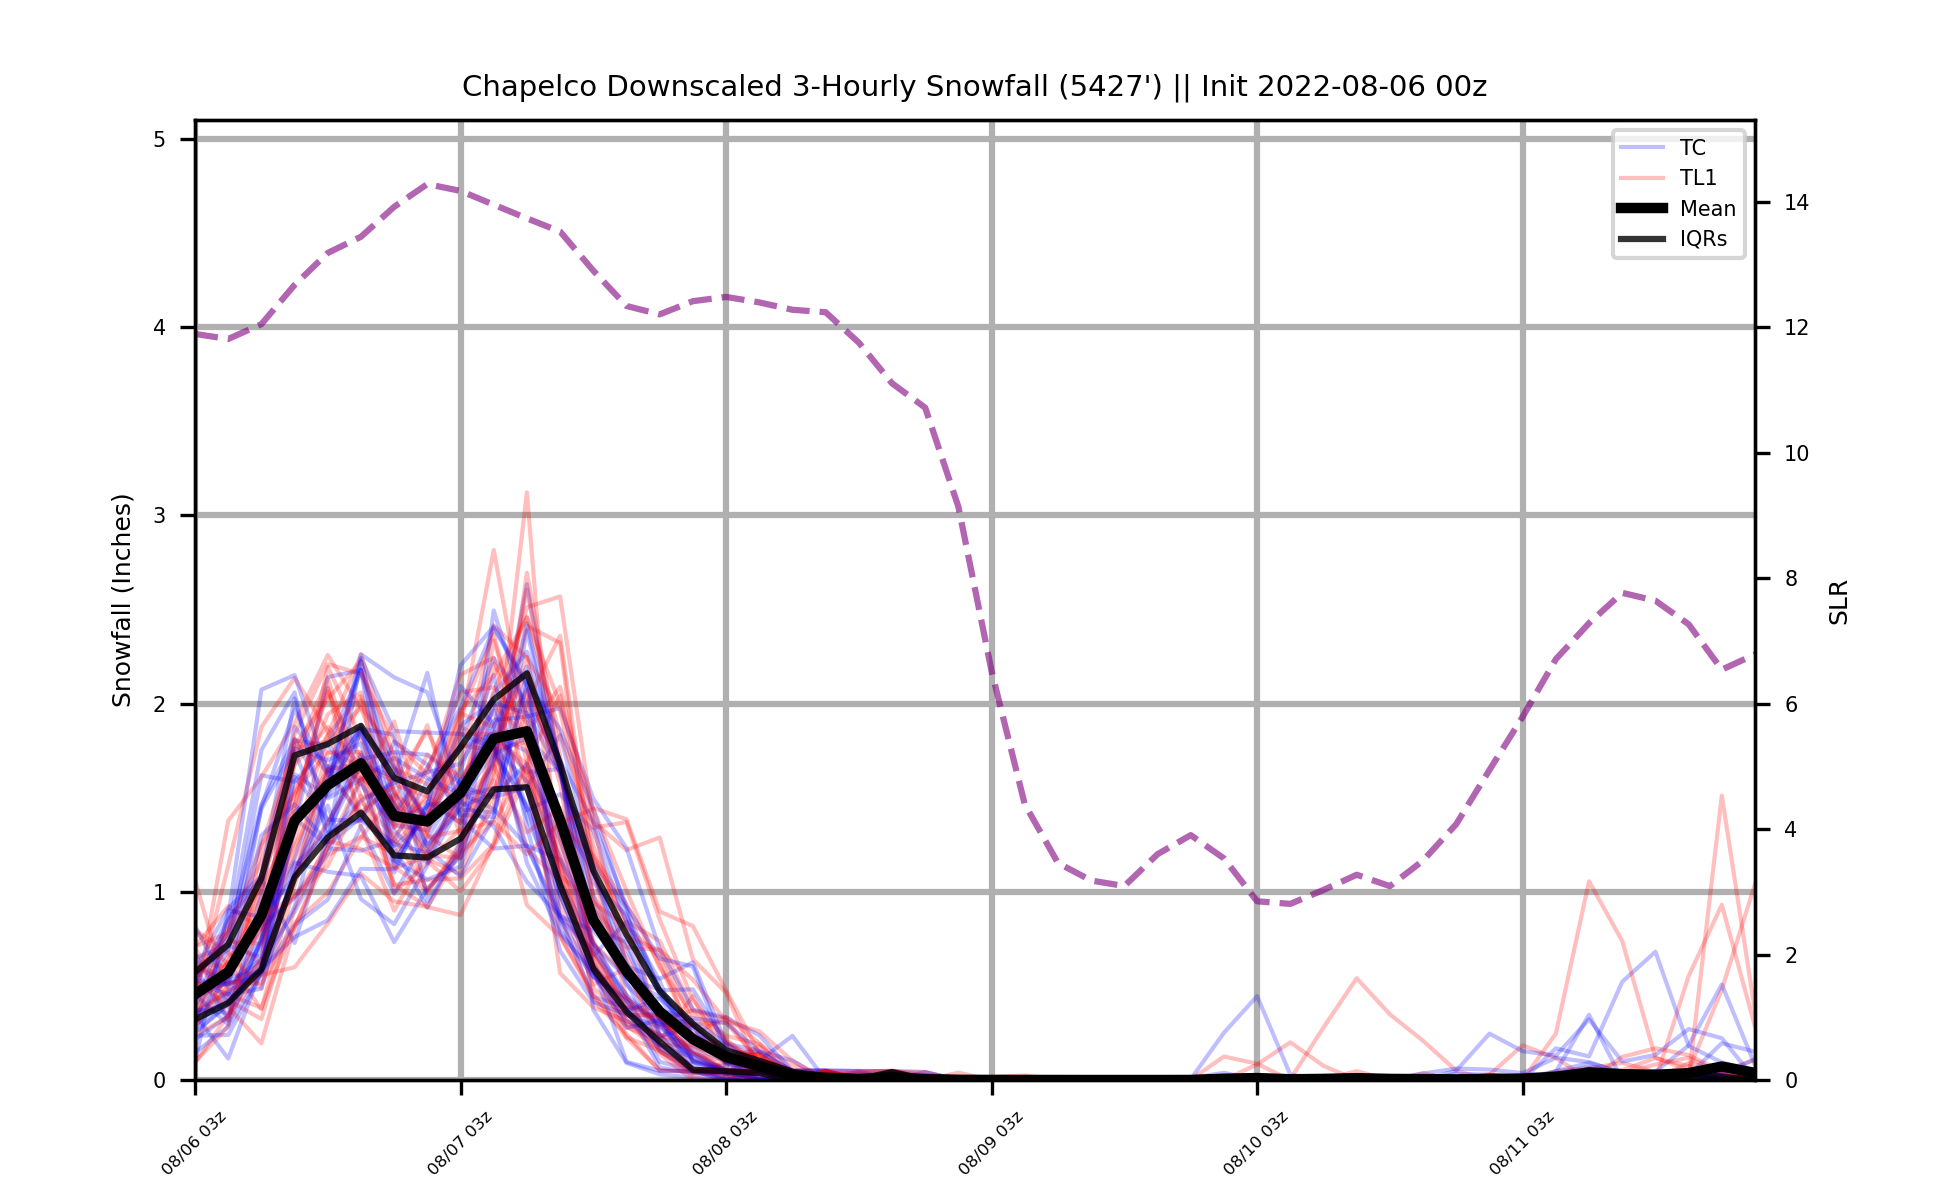 Chapelco Downscaled 3-Hourly Snowfall (5427') || Init 2022-08-06 00z
TC
TL1
Mean
IQRs
Snowfall (Inches)
5
4
3
2
1
0
14
12
10
8
6
4
2
0
SLR
08/06 03z
08/07 03z
08/08 03z
08/09 03z
08/10 03z
08/11 03z